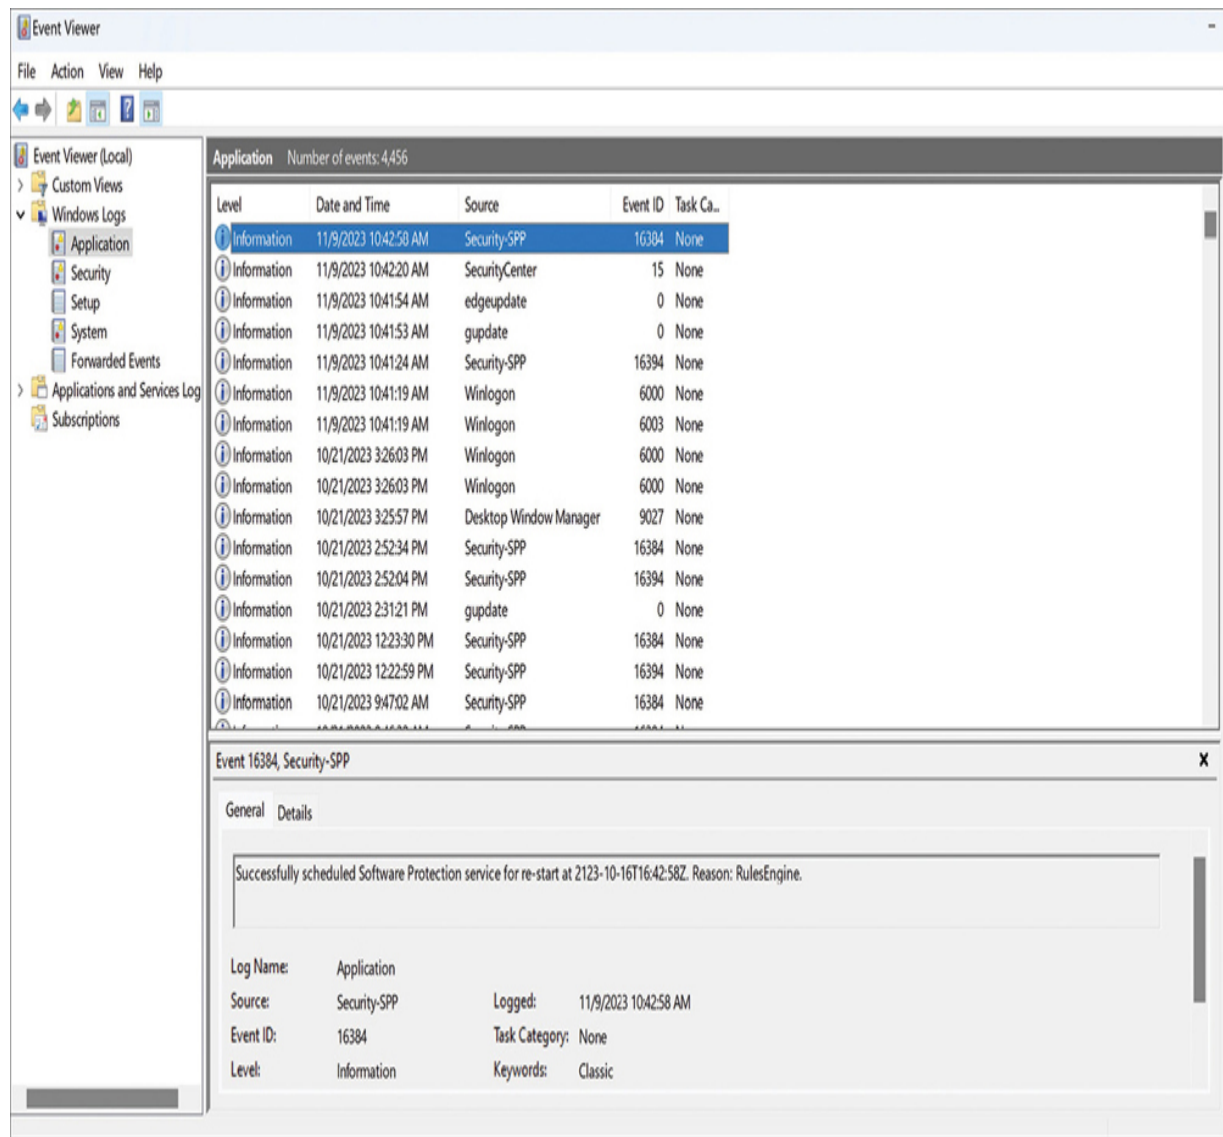 Event Viewer
File Action View Help
Event Viewer (Local)
Custom Views
Windows Logs
Application
Security
Setup
System
Forwarded Events
Applications and Services Log
Subscriptions
Application Number of events: 4,456
Level Date and Time Source Event ID Task Ca...
Information 11/9/2023 10:42:58 AM Security-SPP 16384 None
Information 11/9/2023 10:42:20 AM SecurityCenter 15 None
Information 11/9/2023 10:41:54 AM edgeupdate 0 None
Information 11/9/2023 10:41:53 AM gupdate 0 None
Information 11/9/2023 10:41:24 AM Security-SPP 16394 None
Information 11/9/2023 10:41:19 AM Winlogon 6000 None
Information 11/9/2023 10:41:19 AM Winlogon 6003 None
Information 10/21/2023 3:26:03 PM Winlogon 6000 None
Information 10/21/2023 3:26:03 PM Winlogon 6000 None
Information 10/21/2023 3:25:57 PM Desktop Window Manager 9027 None
Information 10/21/2023 2:52:34 PM Security-SPP 16384 None
Information 10/21/2023 2:52:04 PM Security-SPP 16394 None
Information 10/21/2023 2:31:21 PM gupdate 0 None
Information 10/21/2023 12:23:30 PM Security-SPP 16384 None
Information 10/21/2023 12:22:59 PM Security-SPP 16394 None
Information 10/21/2023 9:47:02 AM Security-SPP 16384 None
Event 16384, Security-SPP
General Details
Successfully scheduled Software Protection service for re-start at 2123-10-16T16:42:58Z. Reason: RulesEngine.
Log Name: Application
Source: Security-SPP Logged: 11/9/2023 10:42:58 AM
Event ID: 16384 Task Category: None
Level: Information Keywords: Classic